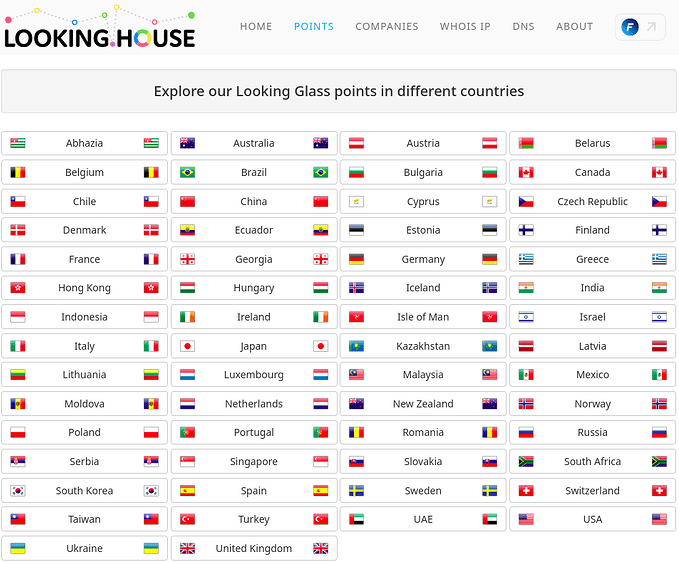 LOOKING.HOUSE
HOME POINTS COMPANIES WHOIS IP DNS ABOUT F
Explore our Looking Glass points in different countries
Abhazia Australia Austria Belarus
Belgium Brazil Bulgaria Canada
Chile China Cyprus Czech Republic
Denmark Ecuador Estonia Finland
France Georgia Germany Greece
Hong Kong Hungary Iceland India
Indonesia Ireland Isle of Man Israel
Italy Japan Kazakhstan Latvia
Lithuania Luxembourg Malaysia Mexico
Moldova Netherlands New Zealand Norway
Poland Portugal Romania Russia
Serbia Singapore Slovakia South Africa
South Korea Spain Sweden Switzerland
Taiwan Turkey UAE USA
Ukraine United Kingdom